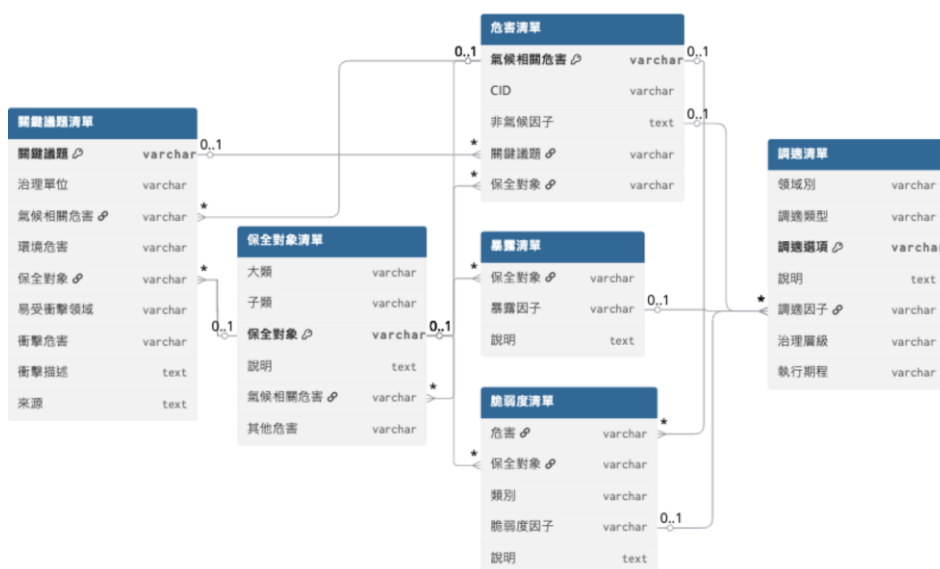 關鍵議題清單
關鍵議題 varchar
治理單位 varchar
氣候相關危害 varchar
環境危害 varchar
保全對象 varchar
易受衝擊領域 varchar
衝擊危害 varchar
衝擊描述 text
來源 text
0..1
*
*
保全對象清單
大類 varchar
子類 varchar
保全對象 varchar
說明 text
氣候相關危害 varchar
其他危害 varchar
0..1
0..1
*
危害清單
氣候相關危害 varchar
CID varchar
非氣候因子 text
關鍵議題 varchar
保全對象 varchar
0..1
0..1
0..1
*
*
暴露清單
保全對象 varchar
暴露因子 varchar
說明 text
*
0..1
脆弱度清單
危害 varchar
保全對象 varchar
類別 varchar
脆弱度因子 varchar
說明 text
*
*
0..1
調適清單
領域別 varchar
調適類型 varchar
調適選項 varchar
說明 text
調適因子 varchar
治理層級 varchar
執行期程 varchar
*